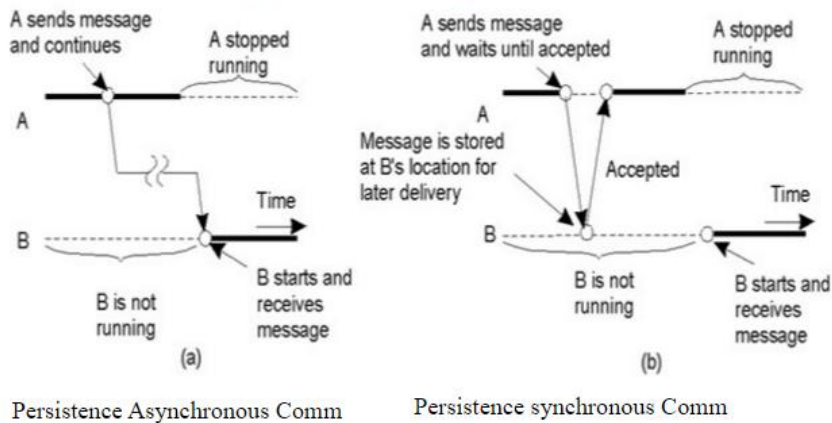 A sends message
and continues
A stopped
running
A
Time
B
B is not
running
B starts and
receives
message
(a)
A sends message
and waits until accepted
A stopped
running
A
Message is stored
at B's location for
later delivery
Accepted
Time
B
B is not
running
B starts and
receives
message
(b)
Persistence Asynchronous Comm
Persistence synchronous Comm